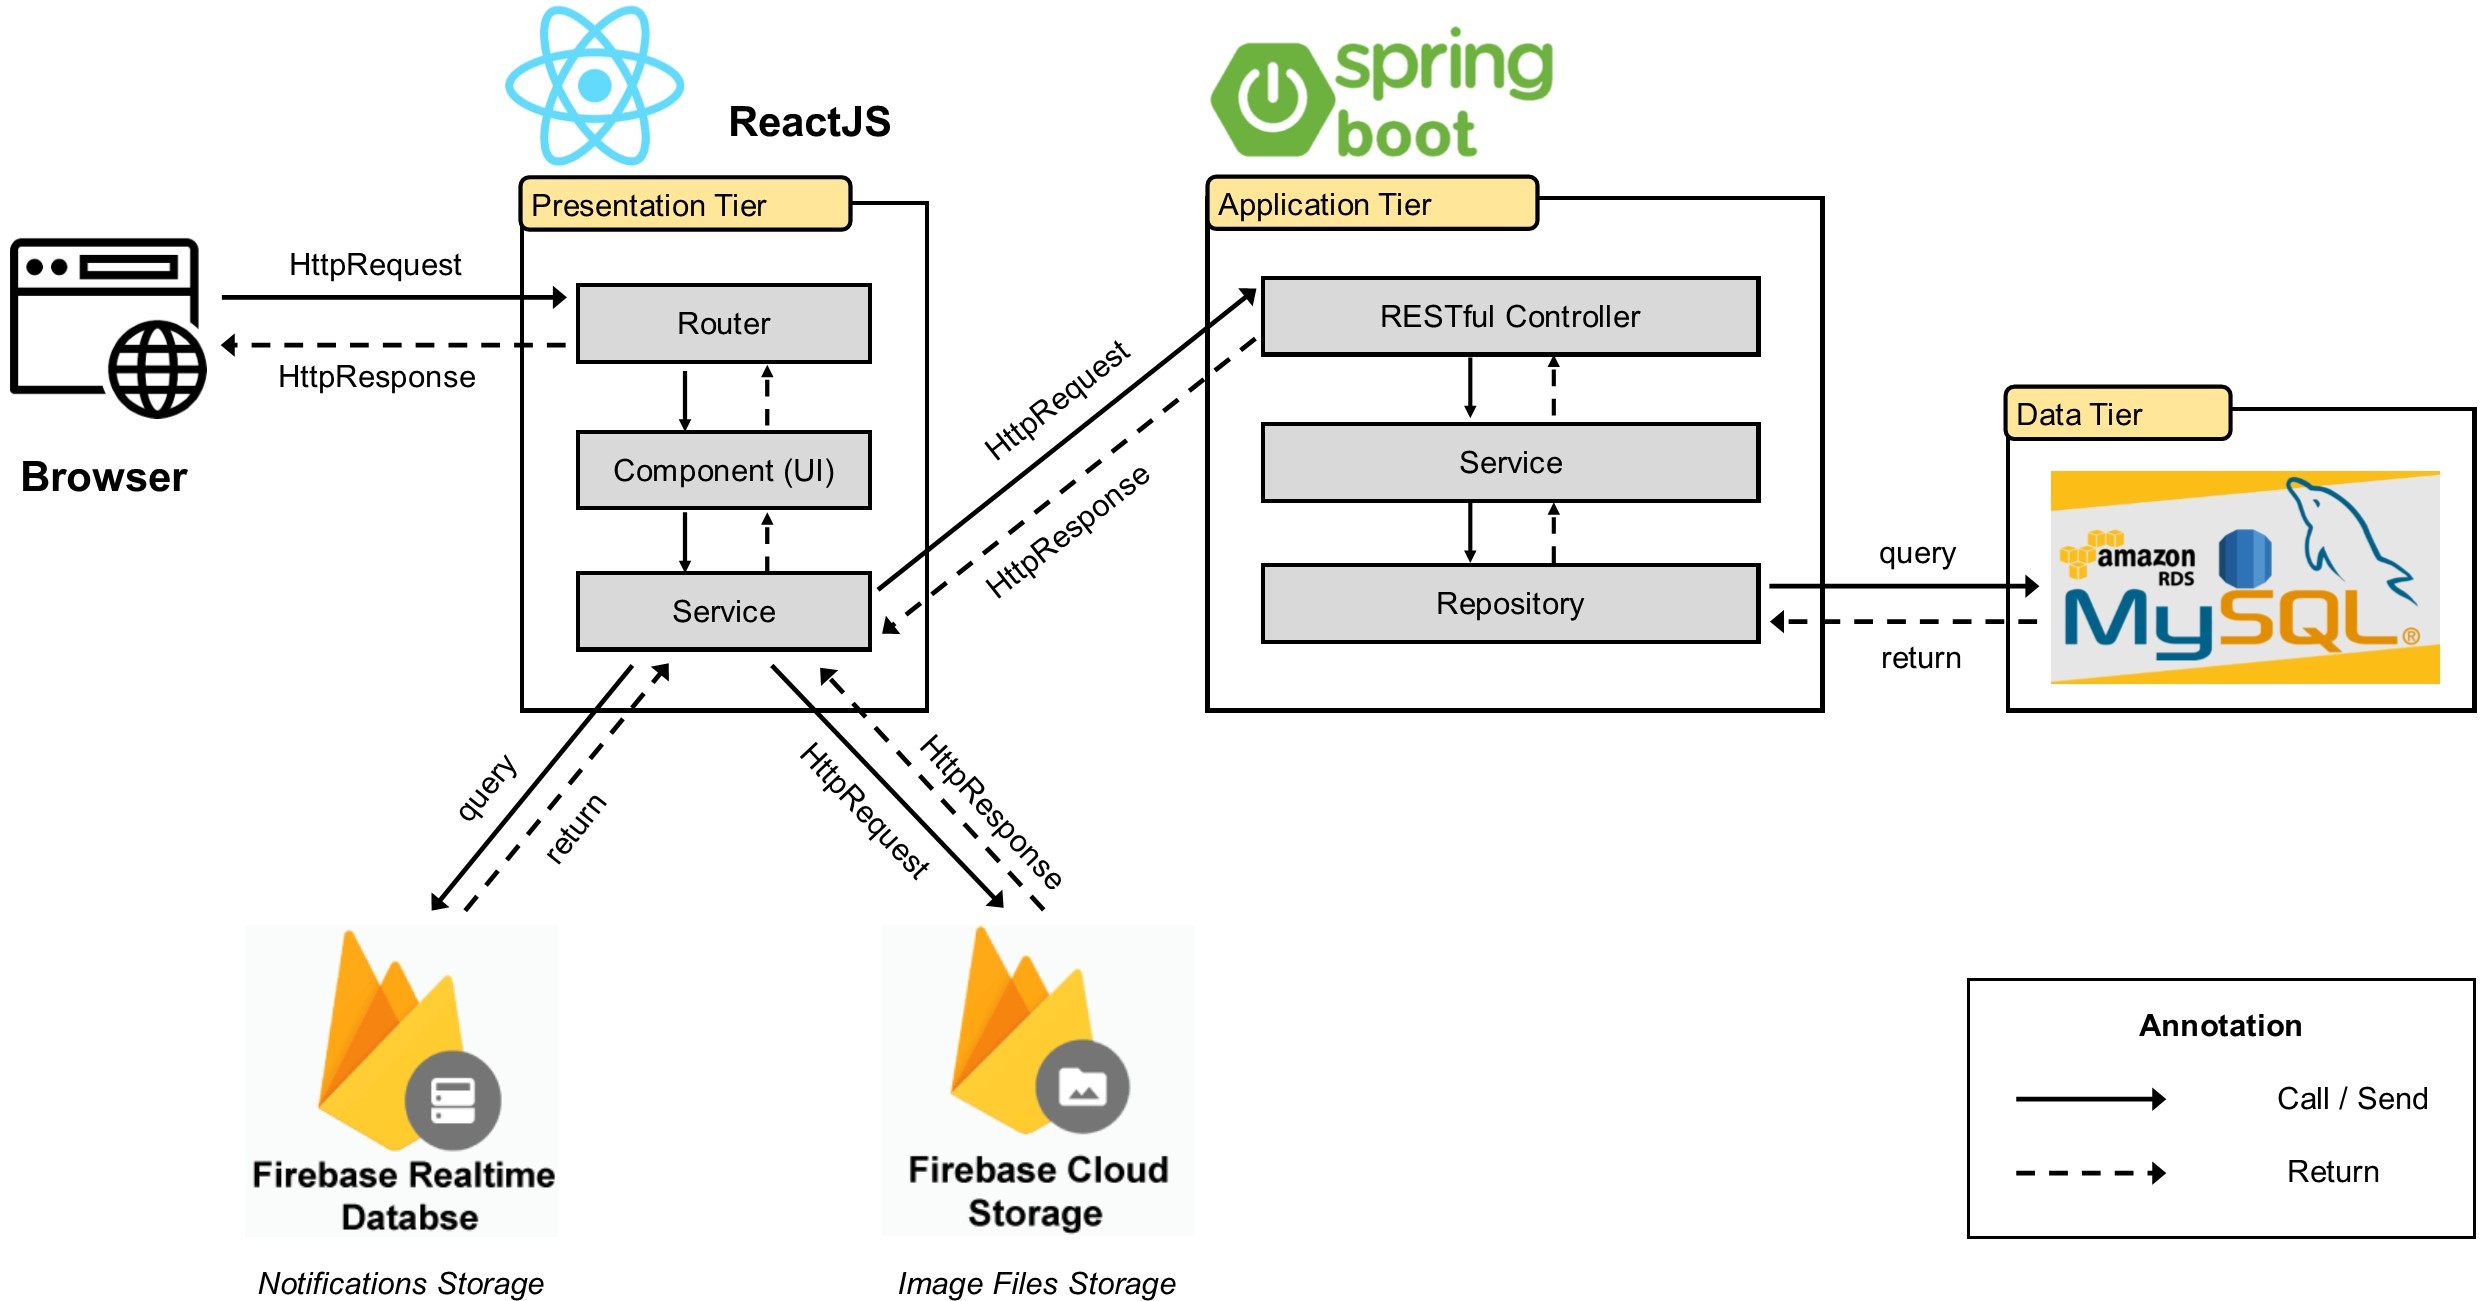 ReactJS
spring
boot
Presentation Tier
Application Tier
HttpRequest
HttpResponse
Browser
Router
Component (UI)
Service
HttpRequest
HttpResponse
RESTful Controller
Service
Repository
query
return
Data Tier
amazon
RDS
MySQL®
query
return
HttpRequest
HttpResponse
Firebase Realtime
Databse
Notifications Storage
Firebase Cloud
Storage
Image Files Storage
Annotation
Call / Send
Return